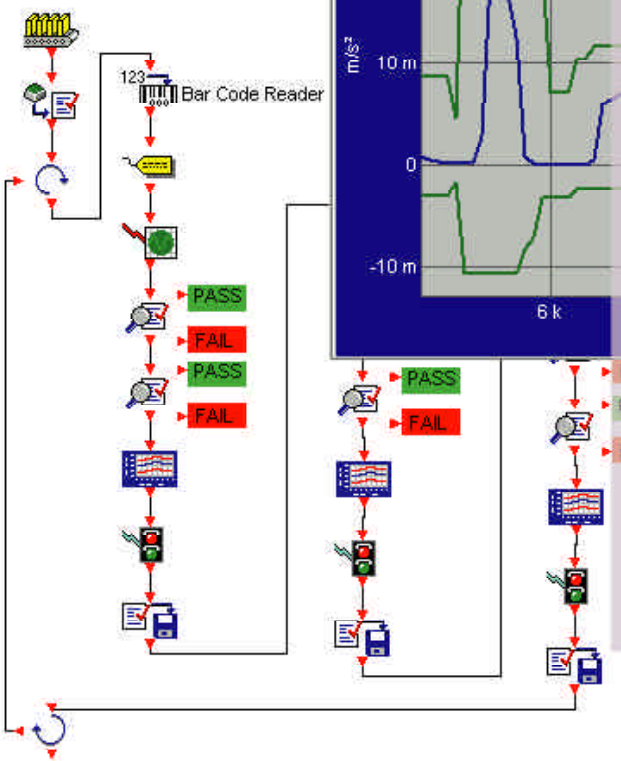 123
Bar Code Reader
PASS
FAIL
PASS
FAIL
m/s²
10 m
0
-10 m
6 k
PASS
FAIL